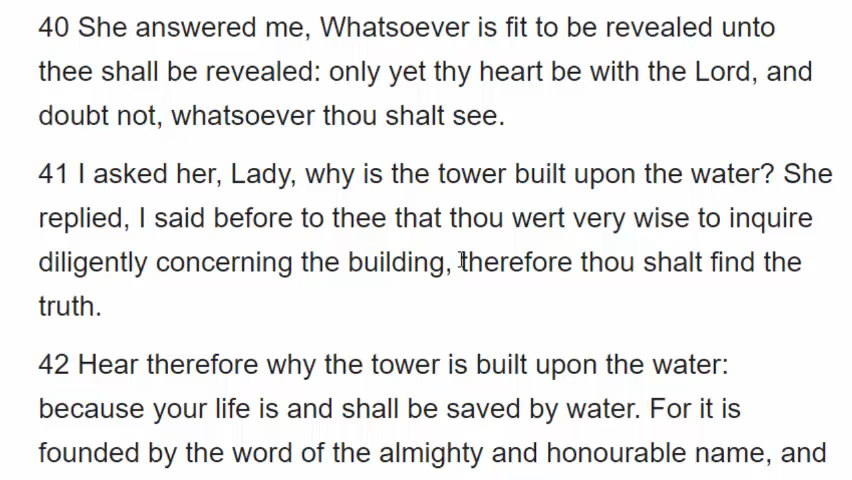 40 She answered me, Whatsoever is fit to be revealed unto
thee shall be revealed: only yet thy heart be with the Lord, and
doubt not, whatsoever thou shalt see.
41 I asked her, Lady, why is the tower built upon the water? She
replied, I said before to thee that thou wert very wise to inquire
diligently concerning the building, therefore thou shalt find the
truth.
42 Hear therefore why the tower is built upon the water:
because your life is and shall be saved by water. For it is
founded by the word of the almighty and honourable name, and